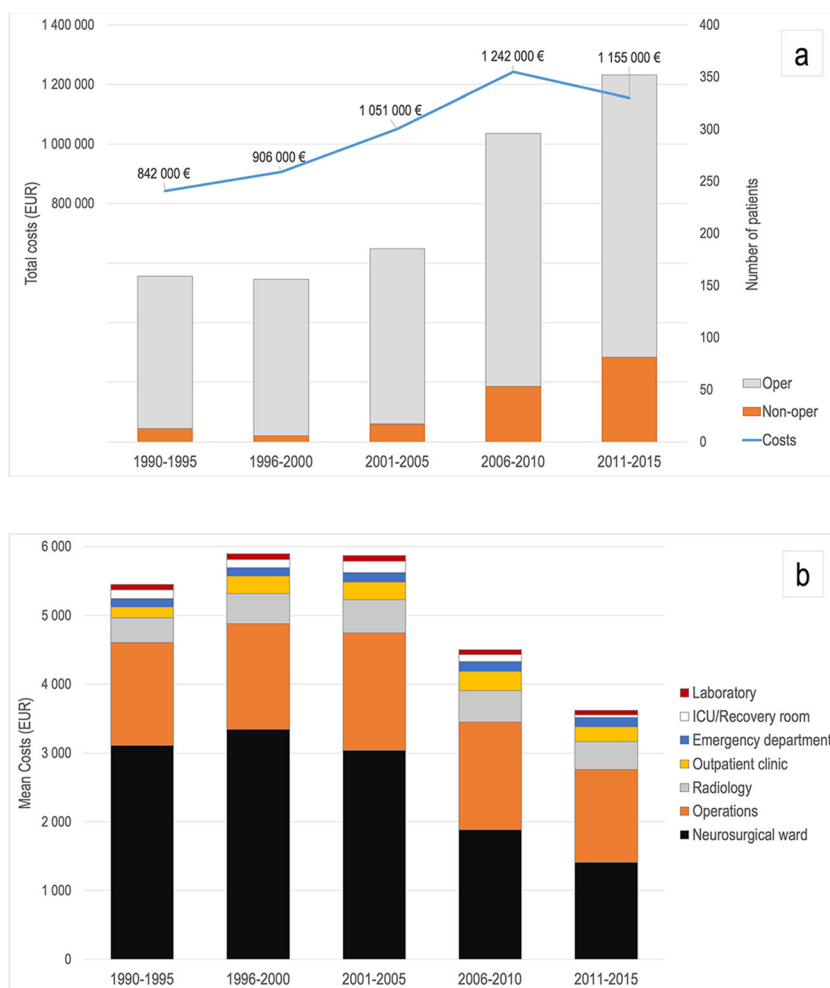 a
1 400 000
1 200 000
1 000 000
800 000
Total costs (EUR)
842 000 €
906 000 €
1 051 000 €
1 242 000 €
1 155 000 €
400
350
300
250
200
150
100
50
0
Number of patients
Oper
Non-oper
Costs
1990-1995
1996-2000
2001-2005
2006-2010
2011-2015
b
6 000
5 000
4 000
3 000
2 000
1 000
0
Mean Costs (EUR)
Laboratory
ICU/Recovery room
Emergency department
Outpatient clinic
Radiology
Operations
Neurosurgical ward
1990-1995
1996-2000
2001-2005
2006-2010
2011-2015